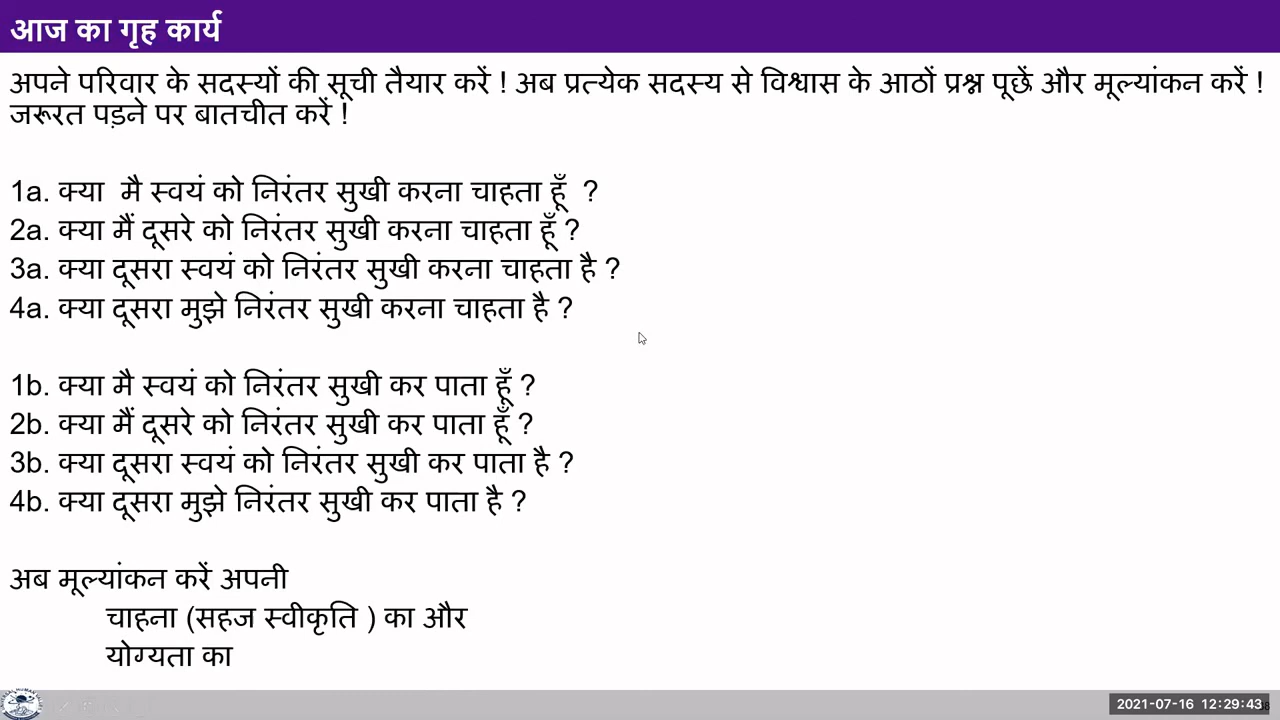 आज का गृह कार्य
अपने परिवार के सदस्यों की सूची तैयार करें ! अब प्रत्येक सदस्य से विश्वास के आठों प्रश्न पूछें और मूल्यांकन करें !
जरूरत पड़ने पर बातचीत करें !
1a. क्या मै स्वयं को निरंतर सुखी करना चाहता हूँ ?
2a. क्या मैं दूसरे को निरंतर सुखी करना चाहता हूँ ?
3a. क्या दूसरा स्वयं को निरंतर सुखी करना चाहता है ?
4a. क्या दूसरा मुझे निरंतर सुखी करना चाहता है ?
1b. क्या मै स्वयं को निरंतर सुखी कर पाता हूँ ?
2b. क्या मैं दूसरे को निरंतर सुखी कर पाता हूँ ?
3b. क्या दूसरा स्वयं को निरंतर सुखी कर पाता है ?
4b. क्या दूसरा मुझे निरंतर सुखी कर पाता है ?
अब मूल्यांकन करें अपनी
चाहना (सहज स्वीकृति ) का और
योग्यता का
2021-07-16 12:29:43